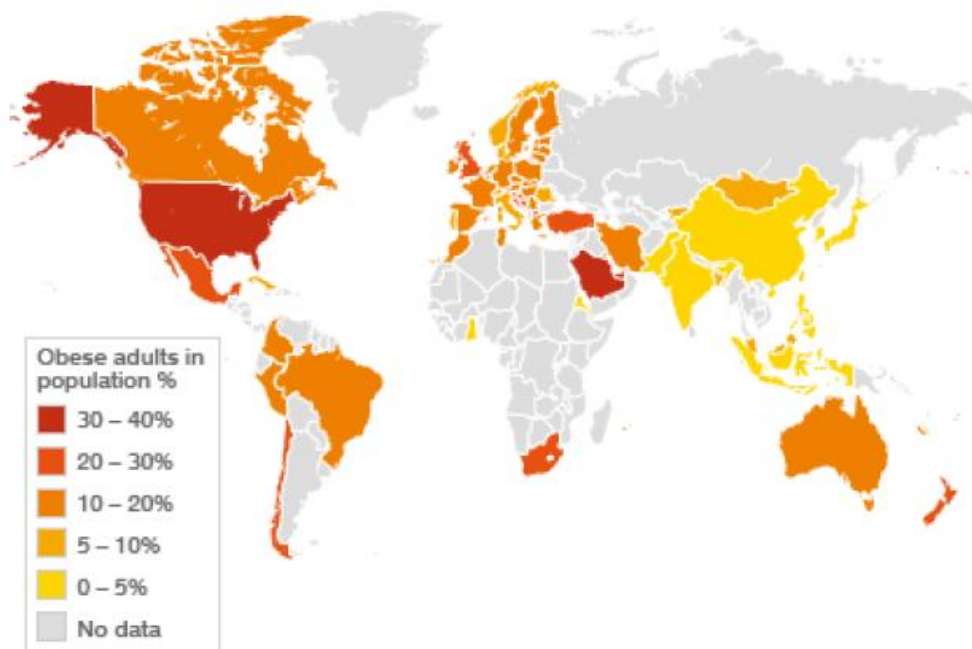 Obese adults in
population %
30 – 40%
20 – 30%
10 – 20%
5 – 10%
0 – 5%
No data